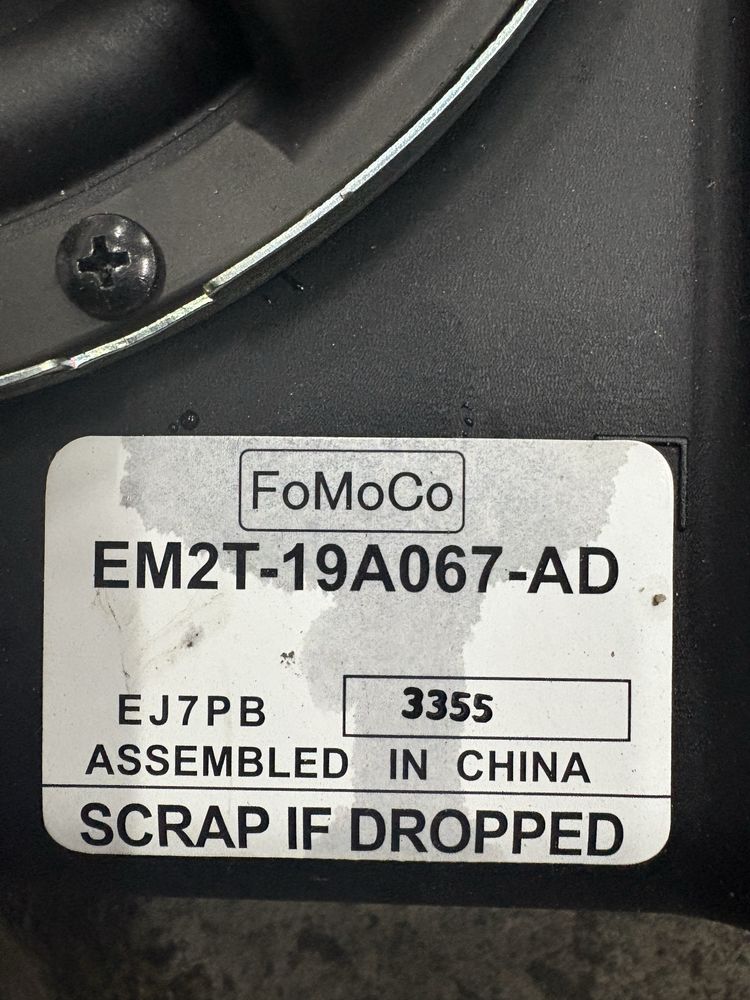 FoMoCo
EM2T-19A067-AD
EJ7PB 3355
ASSEMBLED IN CHINA
SCRAP IF DROPPED